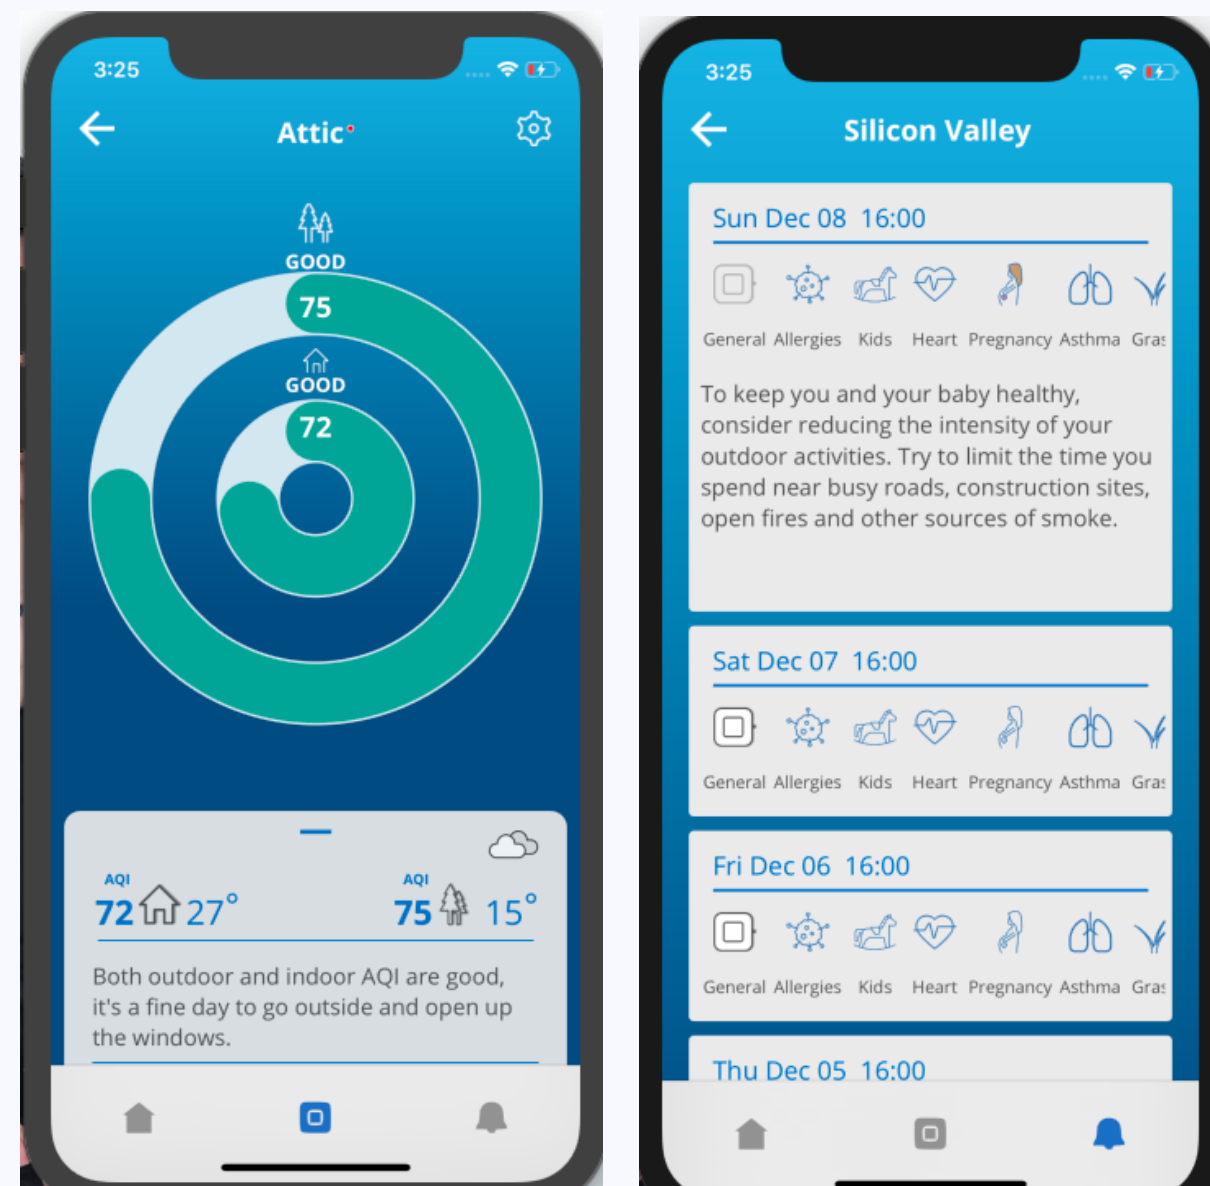 3:25
Attic
GOOD
75
GOOD
72
AQI
72 27°
AQI
75 15°
Both outdoor and indoor AQI are good,
it's a fine day to go outside and open up
the windows.
3:25
Silicon Valley
Sun Dec 08 16:00
General Allergies Kids Heart Pregnancy Asthma Gras
To keep you and your baby healthy,
consider reducing the intensity of your
outdoor activities. Try to limit the time you
spend near busy roads, construction sites,
open fires and other sources of smoke.
Sat Dec 07 16:00
General Allergies Kids Heart Pregnancy Asthma Gras
Fri Dec 06 16:00
General Allergies Kids Heart Pregnancy Asthma Gras
Thu Dec 05 16:00